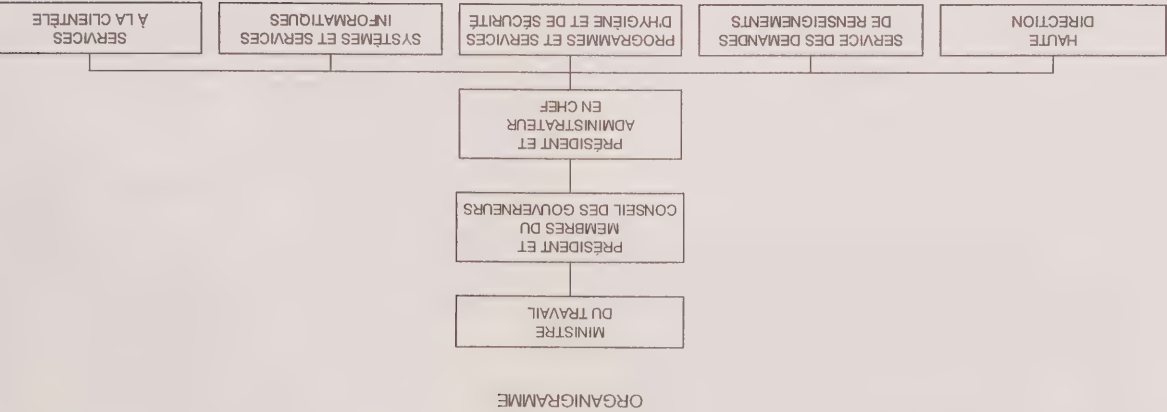 ORGANIGRAMME
MINISTRE
DU TRAVAIL
PRÉSIDENT ET
MEMBRES DU
CONSEIL DES GOUVERNEURS
PRÉSIDENT ET
ADMINISTRATEUR
EN CHEF
HAUTE
DIRECTION
SERVICE DES DEMANDES
DE RENSEIGNEMENTS
PROGRAMMES ET SERVICES
D'HYGIÈNE ET DE SÉCURITÉ
SYSTÈMES ET SERVICES
INFORMATIQUES
SERVICES
À LA CLIENTÈLE